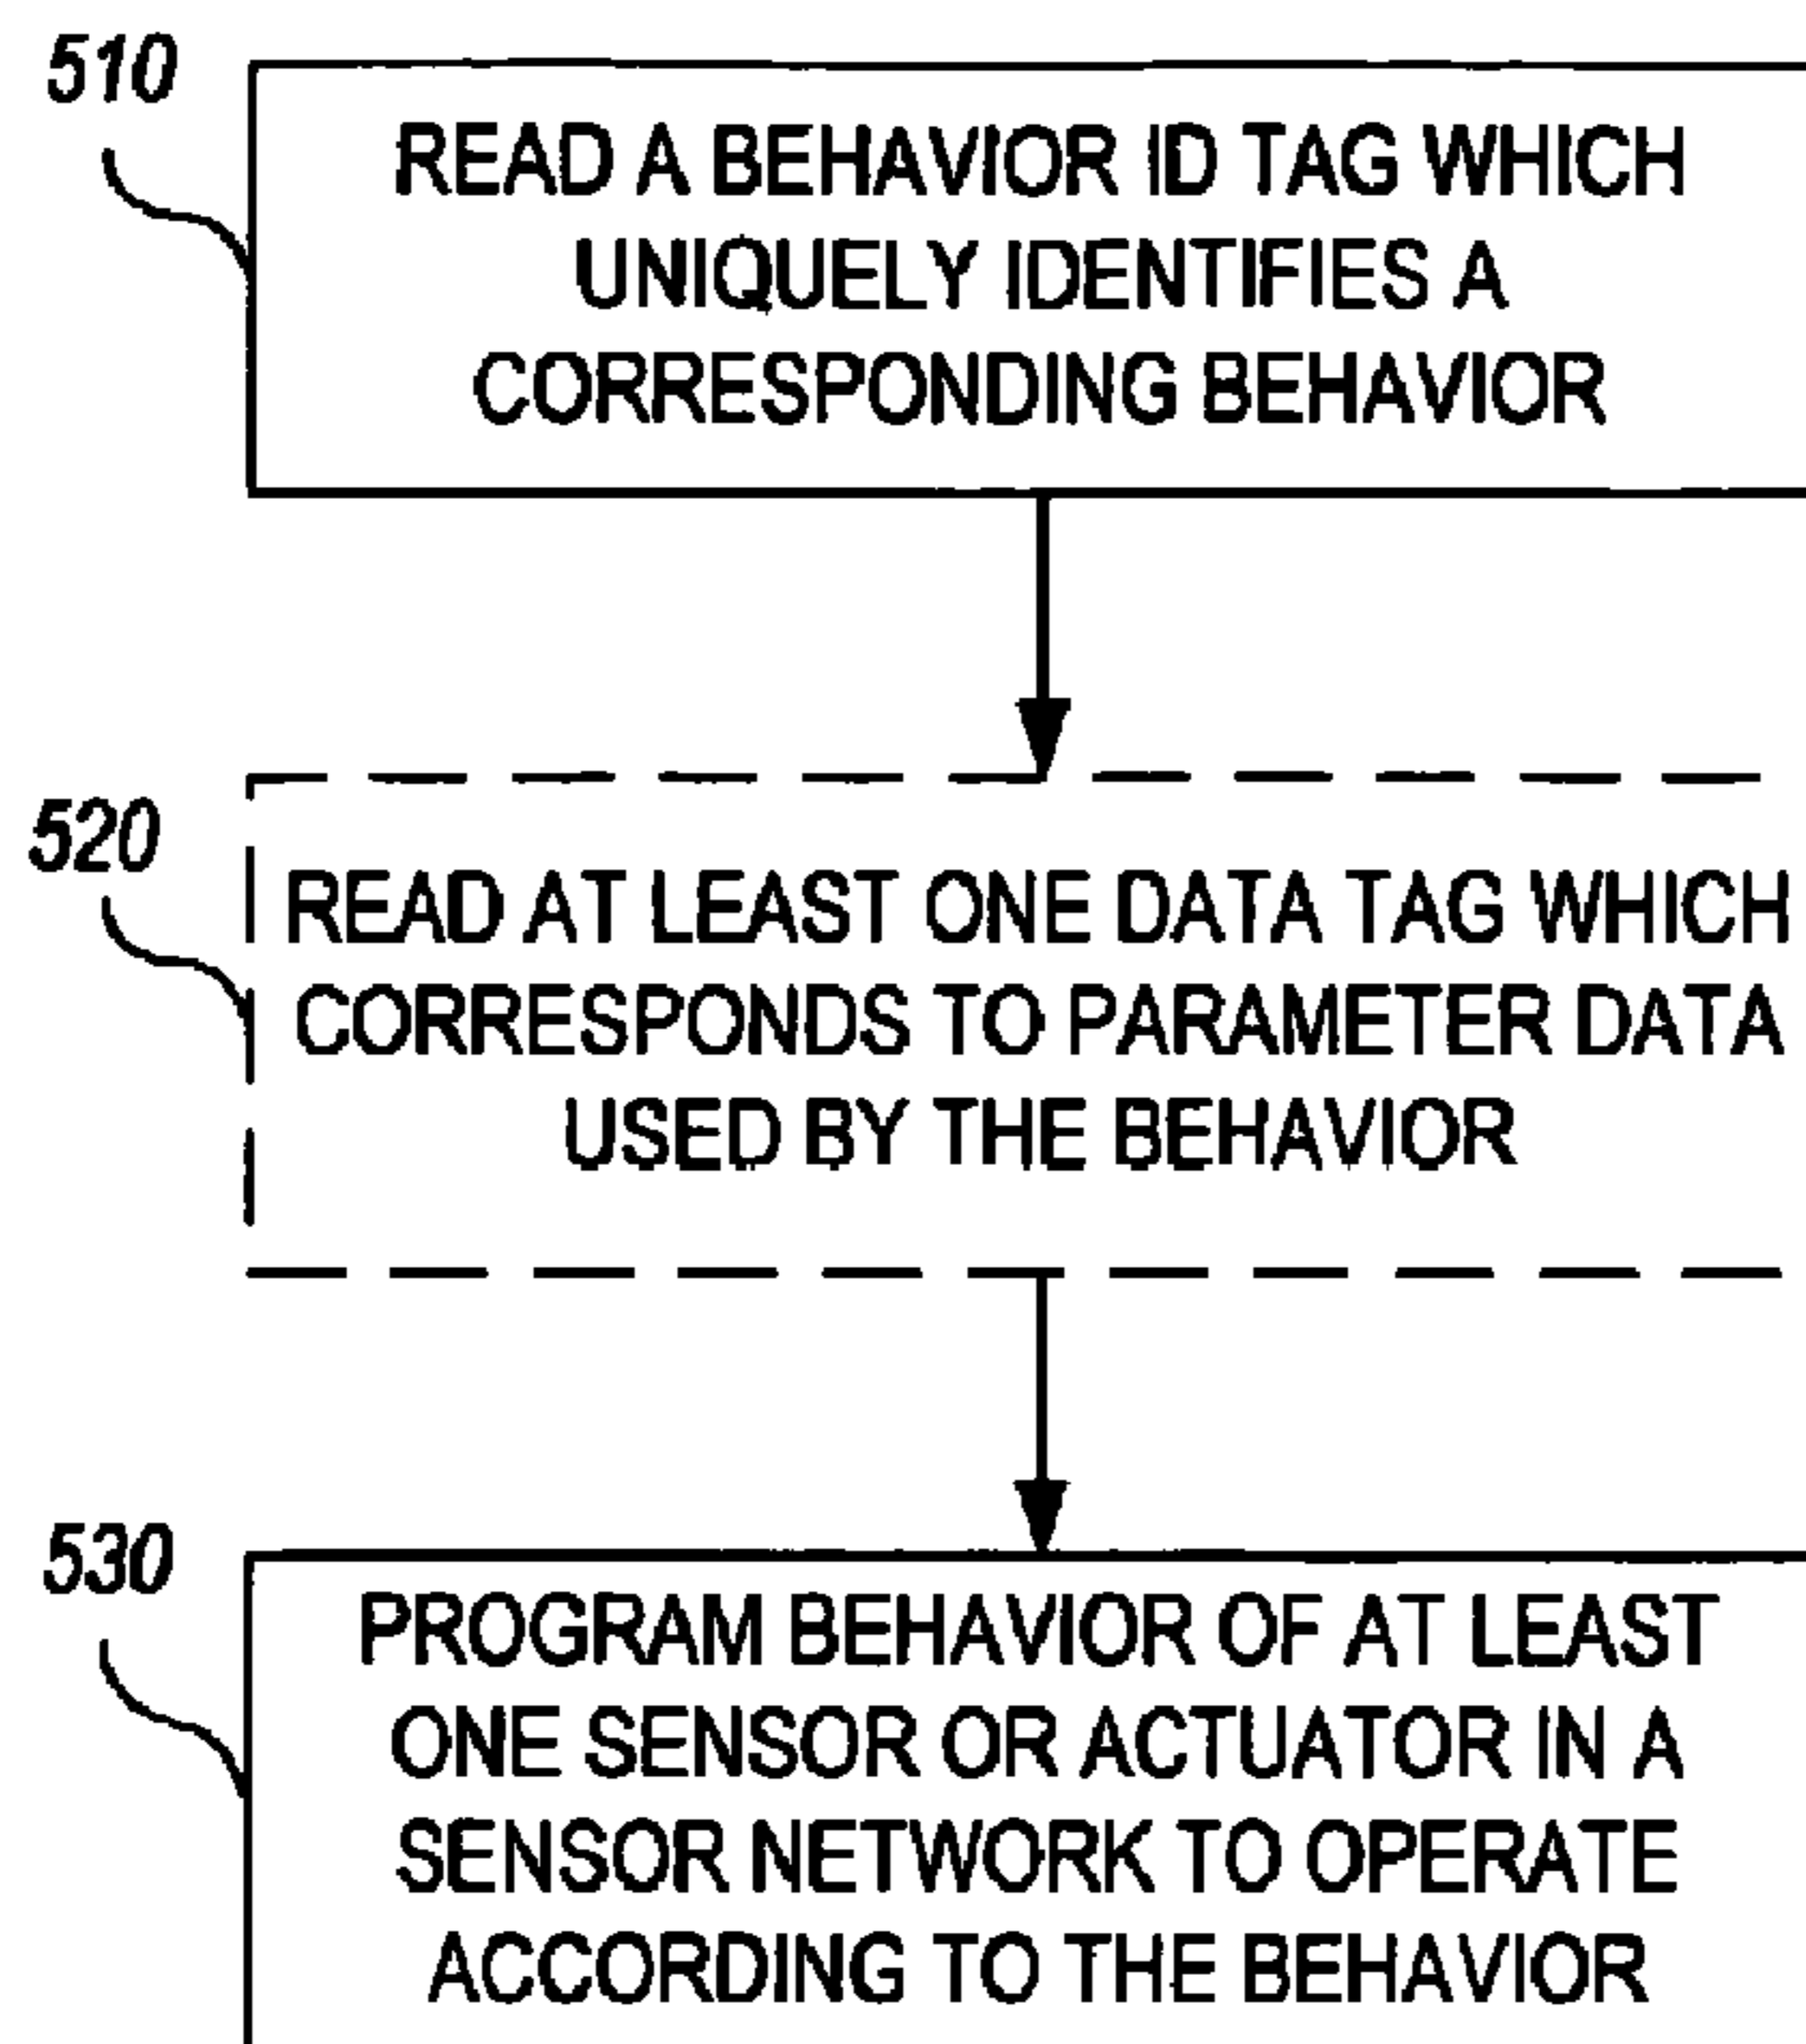 510
READ A BEHAVIOR ID TAG WHICH
UNIQUELY IDENTIFIES A
CORRESPONDING BEHAVIOR
520
READ AT LEAST ONE DATA TAG WHICH
CORRESPONDS TO PARAMETER DATA
USED BY THE BEHAVIOR
530
PROGRAM BEHAVIOR OF AT LEAST
ONE SENSOR OR ACTUATOR IN A
SENSOR NETWORK TO OPERATE
ACCORDING TO THE BEHAVIOR